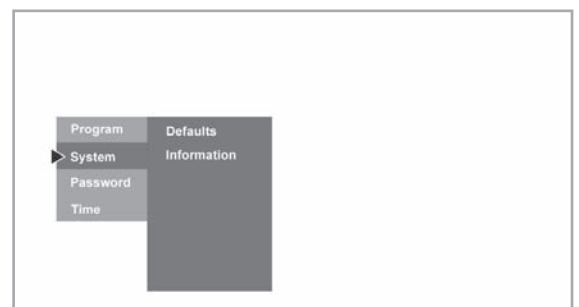 Program
System
Password
Time
Defaults
Information